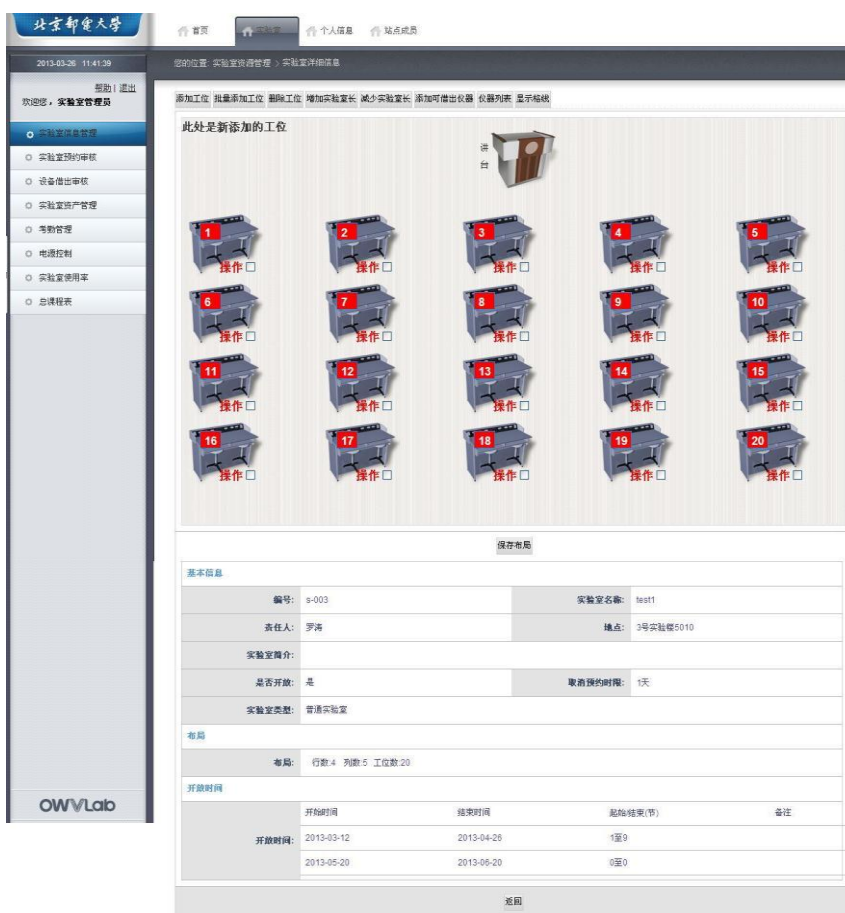 北京邮电大学
首页 实验室 个人信息 站点成员
2013-03-26 11:41:39
您的位置: 实验室资源管理 > 实验室详细信息
帮助 | 退出
欢迎您，实验室管理员
添加工位 批量添加工位 删除工位 增加实验室长 减少实验室长 添加可借出仪器 仪器列表 显示格线
实验室信息管理
实验室预约审核
设备借出审核
实验室资产管理
考勤管理
电源控制
实验室使用率
总课程表
此处是新添加的工位
讲台
1 2 3 4 5
操作 操作 操作 操作 操作
6 7 8 9 10
操作 操作 操作 操作 操作
11 12 13 14 15
操作 操作 操作 操作 操作
16 17 18 19 20
操作 操作 操作 操作 操作
保存布局
基本信息
编号: s-003 实验室名称: test1
责任人: 罗涛 地点: 3号实验楼5010
实验室简介:
是否开放: 是 取消预约时限: 1天
实验室类型: 普通实验室
布局
布局: 行数:4 列数:5 工位数:20
开放时间
开始时间 结束时间 起始/结束(节) 备注
开放时间: 2013-03-12 2013-04-26 1至9
2013-05-20 2013-06-20 0至0
返回
OWVLab